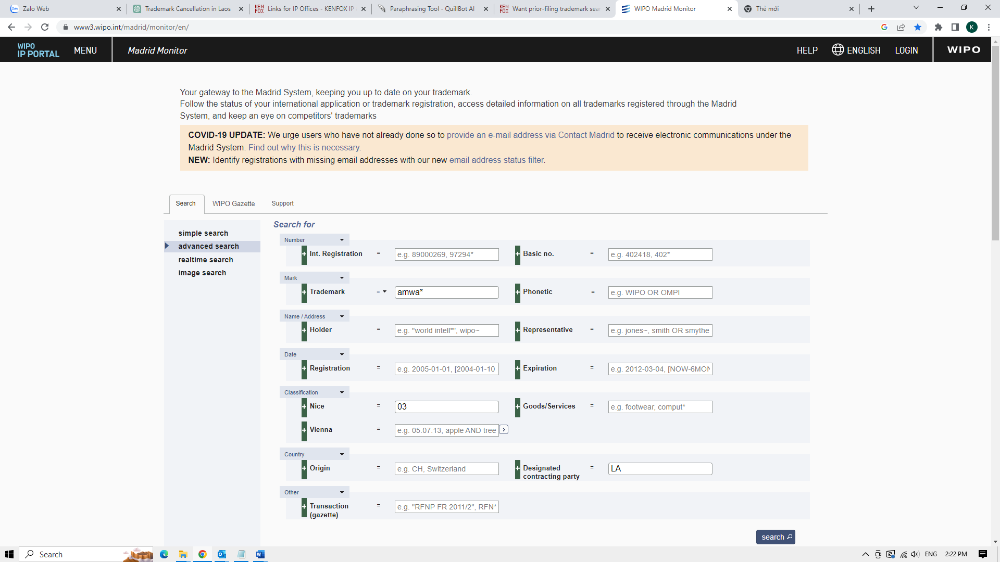 Zalo Web
Trademark Cancellation in Laos
Links for IP Offices - KENFOX IP
Paraphrasing Tool - QuillBot AI
Want prior-filing trademark sear
WIPO Madrid Monitor
Thẻ mới
www3.wipo.int/madrid/monitor/en/
K
WIPO
IP PORTAL
MENU
Madrid Monitor
HELP
ENGLISH
LOGIN
WIPO
Your gateway to the Madrid System, keeping you up to date on your trademark.
Follow the status of your international application or trademark registration, access detailed information on all trademarks registered through the Madrid
System, and keep an eye on competitors' trademarks
COVID-19 UPDATE: We urge users who have not already done so to provide an e-mail address via Contact Madrid to receive electronic communications under the
Madrid System. Find out why this is necessary.
NEW: Identify registrations with missing email addresses with our new email address status filter.
Search
WIPO Gazette
Support
simple search
advanced search
realtime search
image search
Search for
Number
Int. Registration = e.g. 89000269, 97294*
Basic no. = e.g. 402418, 402*
Mark
Trademark = amwa*
Phonetic = e.g. WIPO OR OMPI
Name / Address
Holder = e.g. "world intell*", wipo~
Representative = e.g. jones~, smith OR smythe
Date
Registration = e.g. 2005-01-01, [2004-01-10
Expiration = e.g. 2012-03-04, [NOW-6MON
Classification
Nice = 03
Goods/Services = e.g. footwear, comput*
Vienna = e.g. 05.07.13, apple AND tree
Country
Origin = e.g. CH, Switzerland
Designated
contracting party = LA
Other
Transaction
(gazette) = e.g. "RFNP FR 2011/2", RFN*
search
Search
ENG
2:22 PM